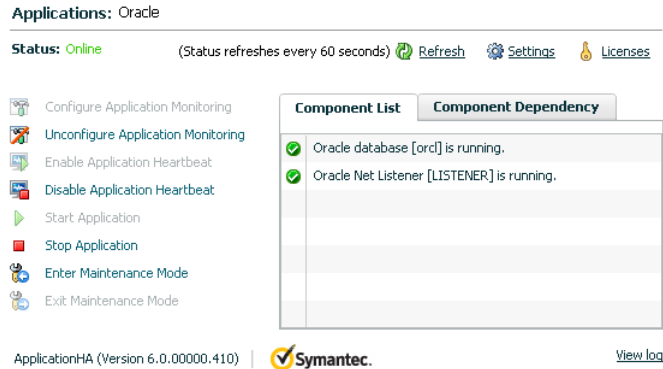 Applications: Oracle
Status: Online (Status refreshes every 60 seconds) Refresh Settings Licenses
Configure Application Monitoring
Unconfigure Application Monitoring
Enable Application Heartbeat
Disable Application Heartbeat
Start Application
Stop Application
Enter Maintenance Mode
Exit Maintenance Mode
Component List Component Dependency
Oracle database [orcl] is running.
Oracle Net Listener [LISTENER] is running.
ApplicationHA (Version 6.0.00000.410) Symantec. View log